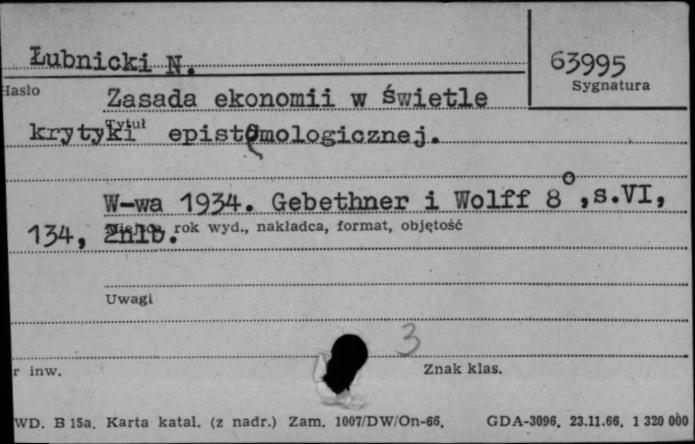 Łubnicki N.
63995
Hasło
Sygnatura
Zasada ekonomii w świetle
krytyki epistemologicznej.
Tytuł
W-wa 1934. Gebethner i Wolff 8°, s.VI,
134, 2nlb.
Miejsce, rok wyd., nakładca, format, objętość
Uwagi
3
r inw.
Znak klas.
WD. B 15a. Karta katal. (z nadr.) Zam. 1007/DW/On-66. GDA-3096. 23.11.66. 1 320 000